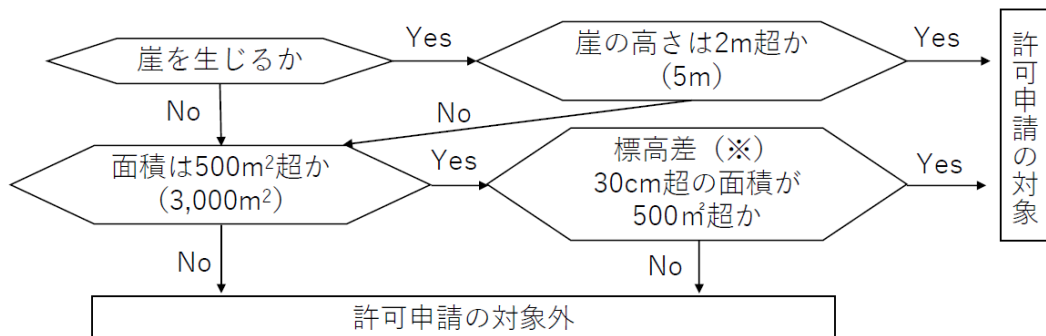 崖を生じるか
Yes
崖の高さは2m超か
（5m）
Yes
許可申請の対象
No
No
面積は500m²超か
（3,000m²）
Yes
標高差（※）
30cm超の面積が
500㎡超か
Yes
No
No
許可申請の対象外